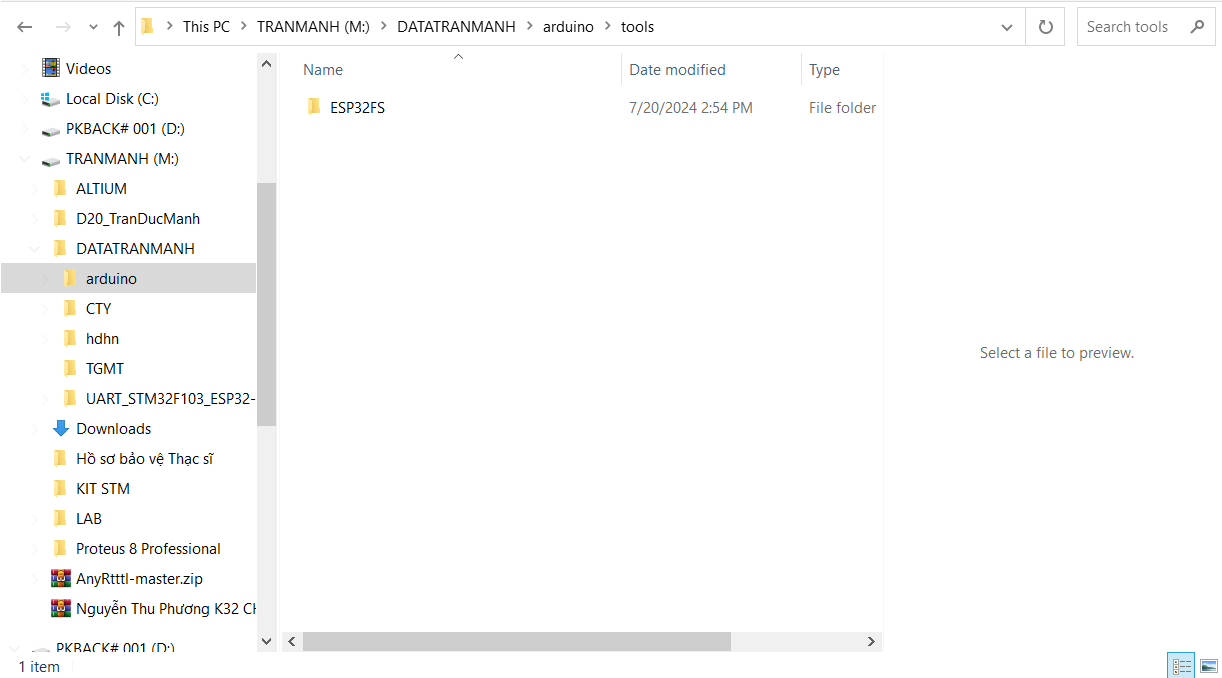 This PC > TRANMANH (M:) > DATATRANMANH > arduino > tools
Search tools
Videos
Local Disk (C:)
PKBACK# 001 (D:)
TRANMANH (M:)
ALTIUM
D20_TranDucManh
DATATRANMANH
arduino
CTY
hdhn
TGMT
UART_STM32F103_ESP32-
Downloads
Hồ sơ bảo vệ Thạc sĩ
KIT STM
LAB
Proteus 8 Professional
AnyRtttl-master.zip
Nguyễn Thu Phương K32 CH
PKBACK# 001 (D:)
Name Date modified Type
ESP32FS 7/20/2024 2:54 PM File folder
Select a file to preview.
1 item